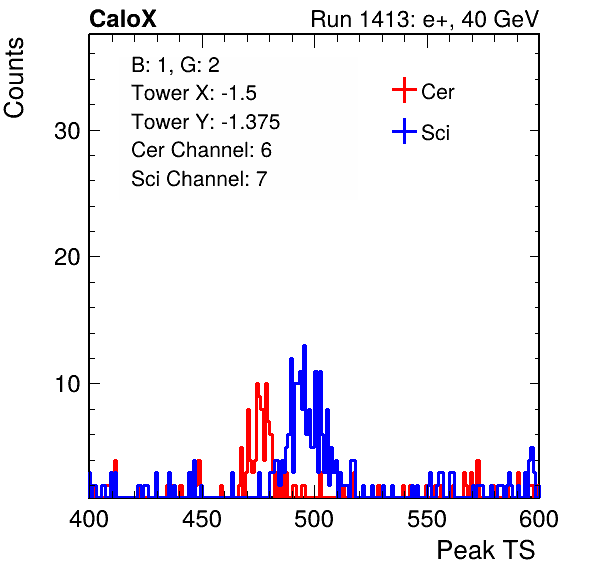 CaloX Run 1413: e+, 40 GeV
Counts
B: 1, G: 2
Tower X: -1.5
Tower Y: -1.375
Cer Channel: 6
Sci Channel: 7
Cer
Sci
30
20
10
400 450 500 550 600
Peak TS